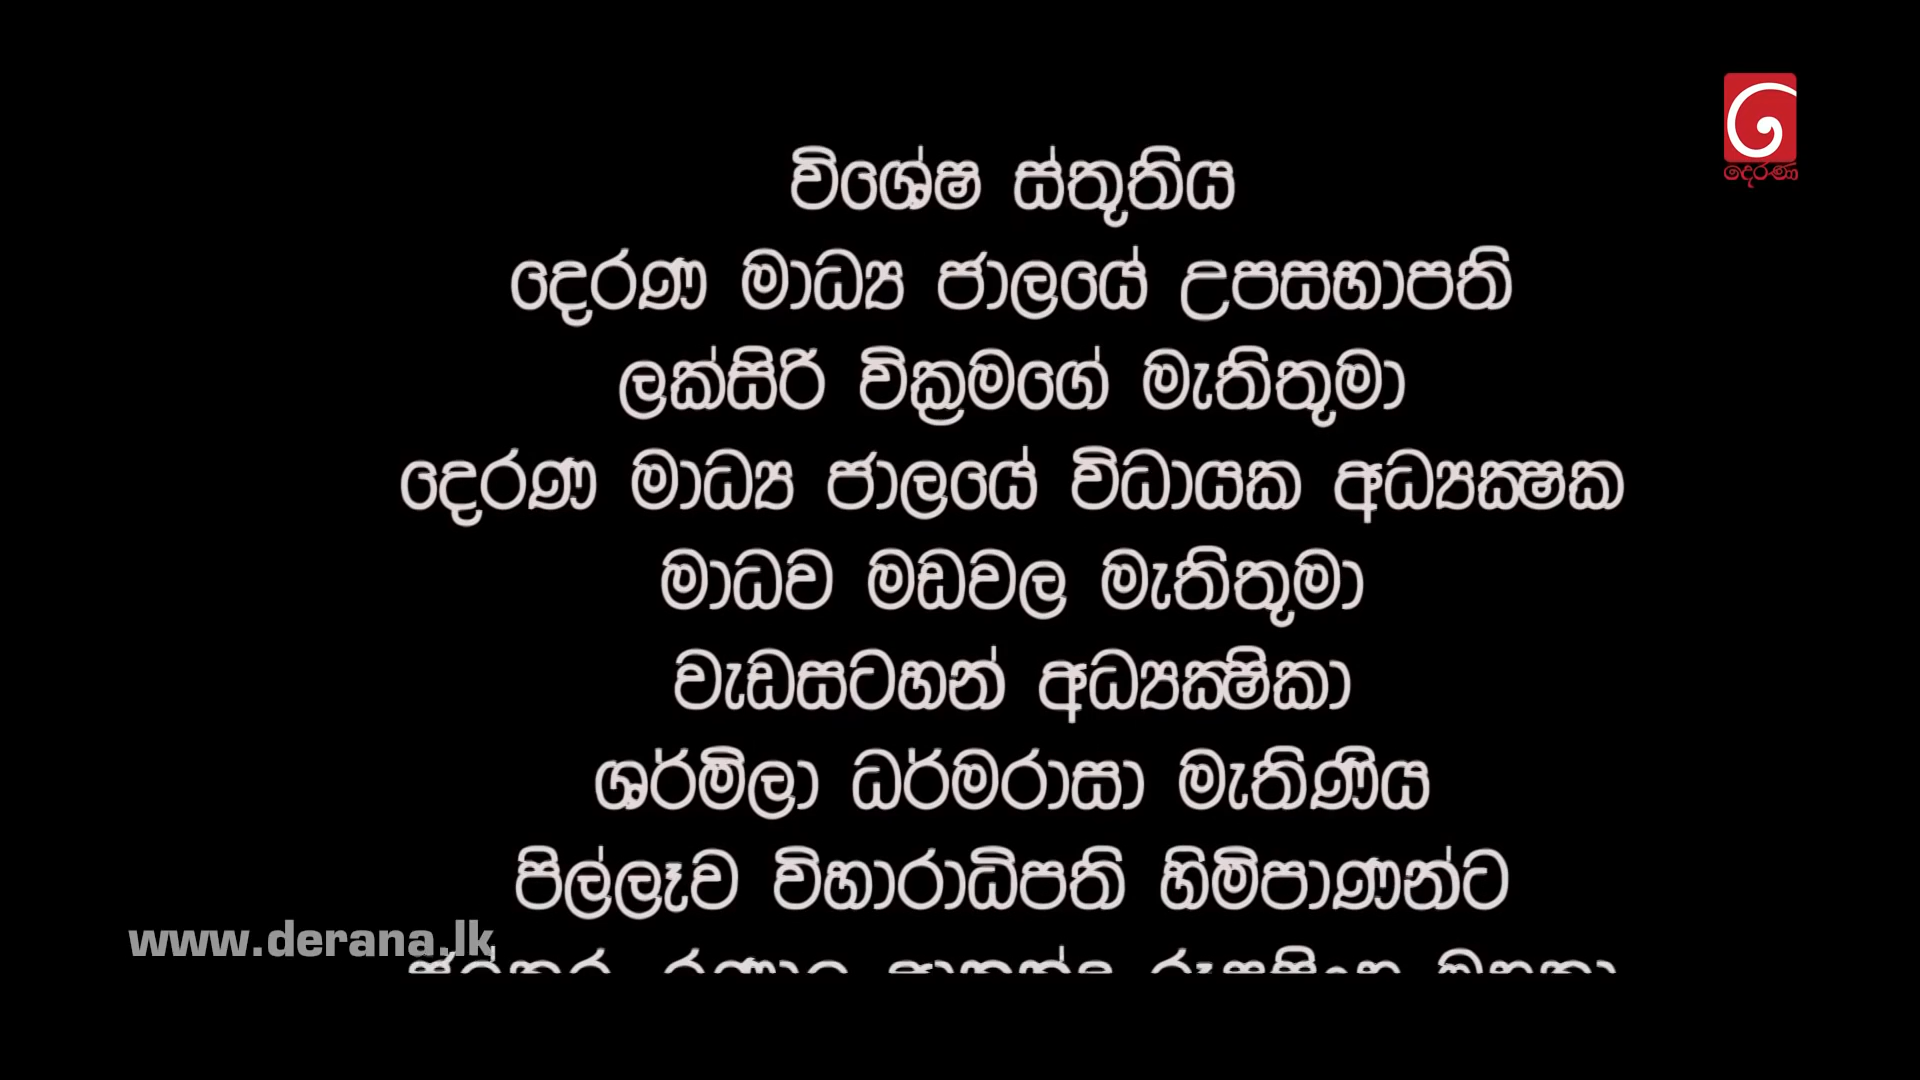 දෙරණ
විශේෂ ස්තූතිය
දෙරණ මාධ්‍ය ජාලයේ උපසභාපති
ලක්සිරි වික්‍රමගේ මැතිතුමා
දෙරණ මාධ්‍ය ජාලයේ විධායක අධ්‍යක්ෂක
මාධව මඩවල මැතිතුමා
වැඩසටහන් අධ්‍යක්ෂිකා
ශර්මිලා ධර්මරාසා මැතිණිය
පිල්ලෑව විහාරාධිපති හිමිපාණන්ට
www.derana.lk